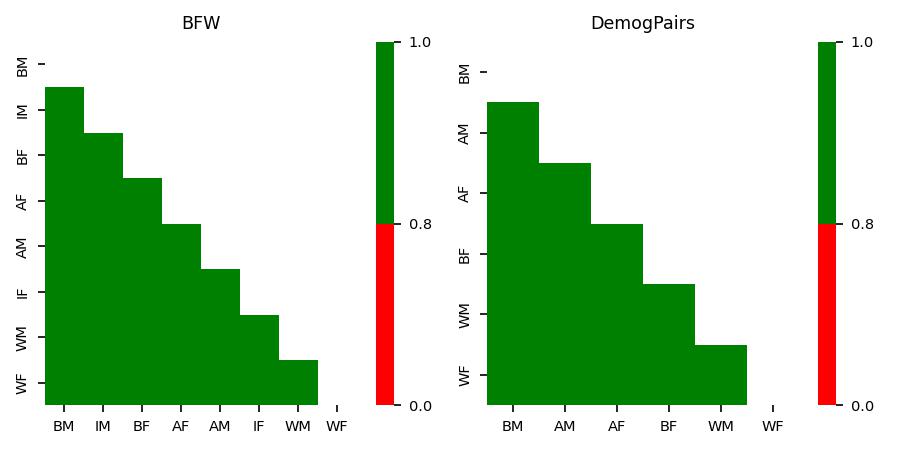 BFW
BM
IM
BF
AF
AM
IF
WM
WF
BM IM BF AF AM IF WM WF
1.0
0.8
0.0
DemogPairs
BM
AM
AF
BF
WM
WF
BM AM AF BF WM WF
1.0
0.8
0.0